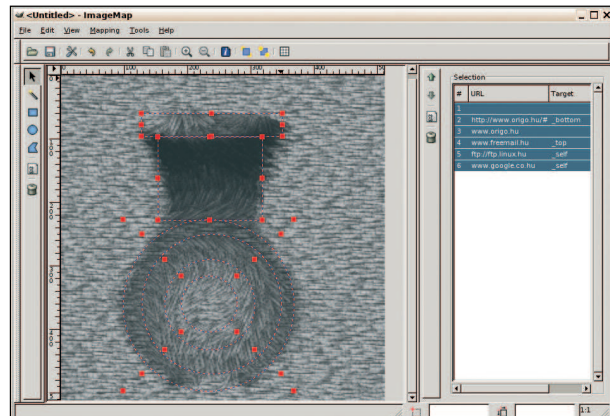 <Untitled> - ImageMap
File Edit View Mapping Tools Help
Selection
# URL Target
1
2 http://www.origo.hu/# _bottom
3 www.origo.hu
4 www.freemail.hu _top
5 ftp://ftp.linux.hu _self
6 www.google.co.hu _self
1:1